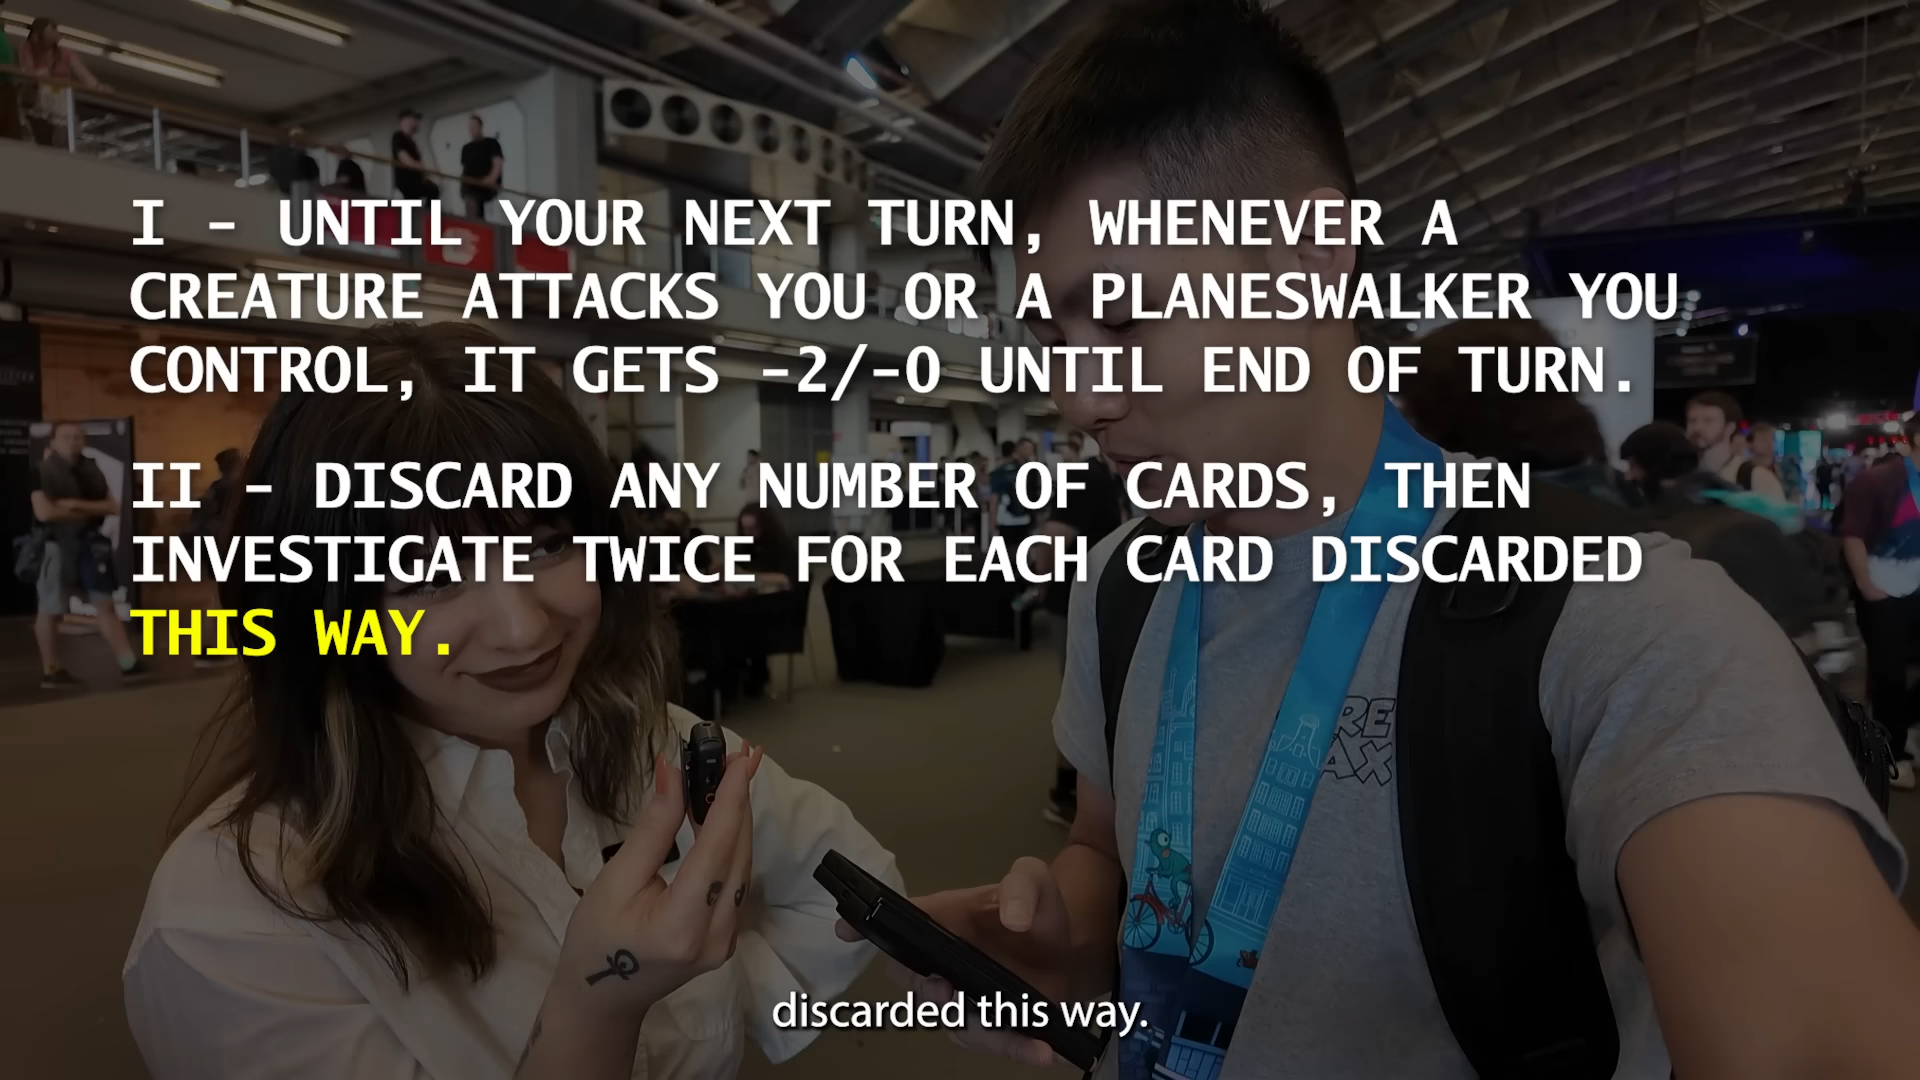 I - UNTIL YOUR NEXT TURN, WHENEVER A
CREATURE ATTACKS YOU OR A PLANESWALKER YOU
CONTROL, IT GETS -2/-0 UNTIL END OF TURN.
II - DISCARD ANY NUMBER OF CARDS, THEN
INVESTIGATE TWICE FOR EACH CARD DISCARDED
THIS WAY.
discarded this way.